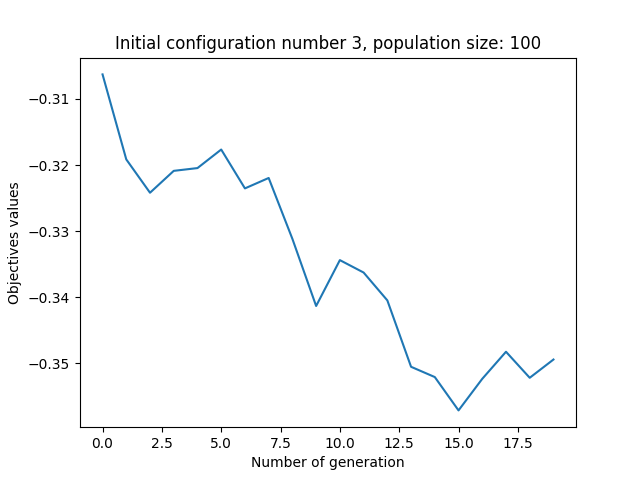 Initial configuration number 3, population size: 100
Objectives values
−0.31
−0.32
−0.33
−0.34
−0.35
0.0 2.5 5.0 7.5 10.0 12.5 15.0 17.5
Number of generation